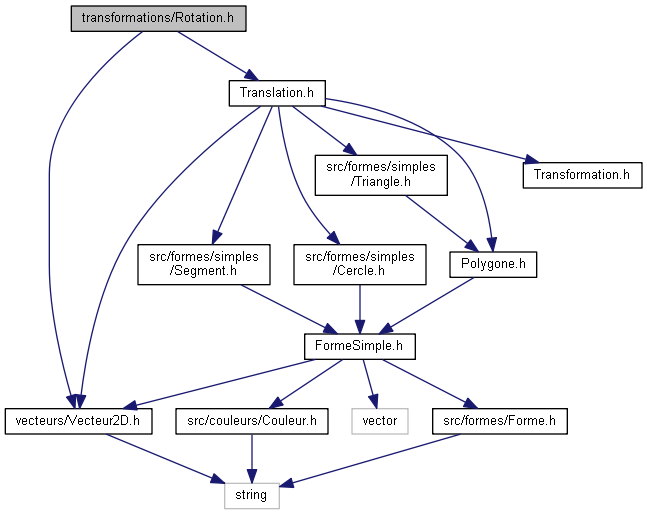 transformations/Rotation.h
Translation.h
src/formes/simples
/Triangle.h
Transformation.h
src/formes/simples
/Segment.h
src/formes/simples
/Cercle.h
Polygone.h
FormeSimple.h
vecteurs/Vecteur2D.h
src/couleurs/Couleur.h
vector
src/formes/Forme.h
string